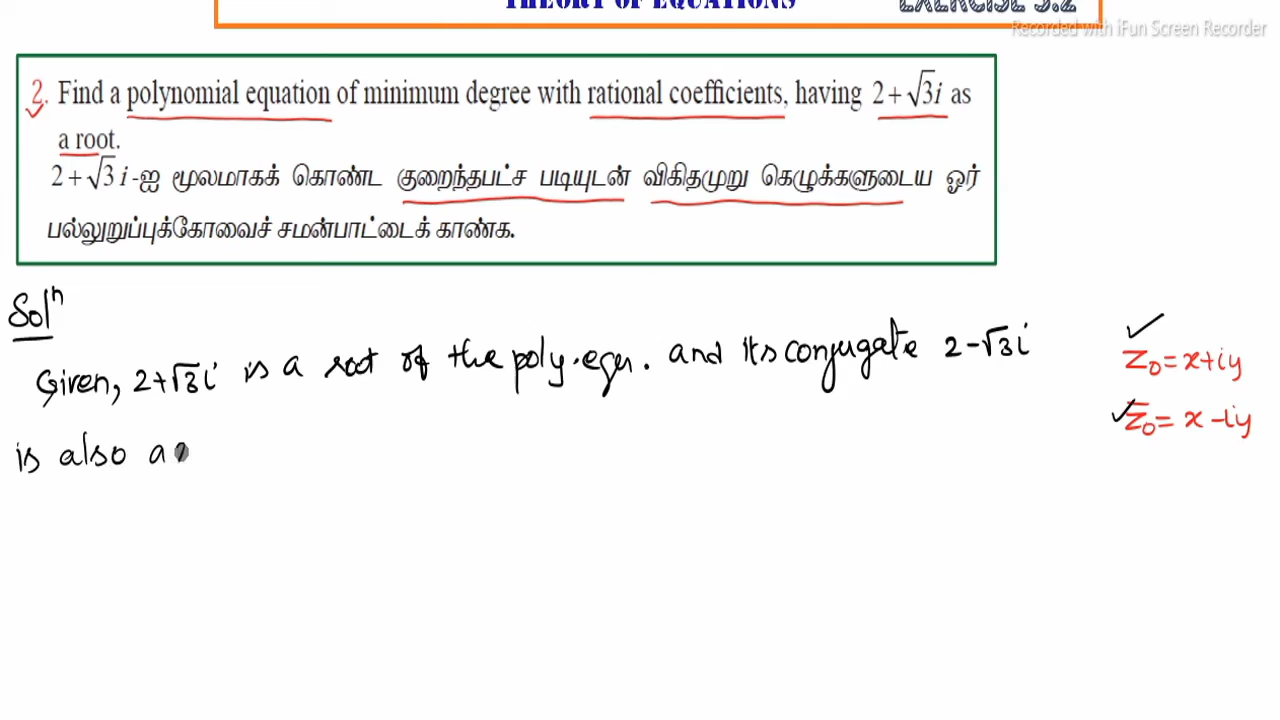 THEORY OF EQUATIONS
EXERCISE 3.2
Recorded with iFun Screen Recorder
2. Find a polynomial equation of minimum degree with rational coefficients, having 2 + √3 i as
a root.
2 + √3 i -ஐ மூலமாகக் கொண்ட குறைந்தபட்ச படியுடன் விகிதமுறு கெழுக்களுடைய ஓர்
பல்லுறுப்புக்கோவைச் சமன்பாட்டைக் காண்க.
Solⁿ
Given, 2+√3i is a root of the poly.eqn. and its conjugate 2-√3i
is also a
z₀ = x+iy
z̄₀ = x-iy